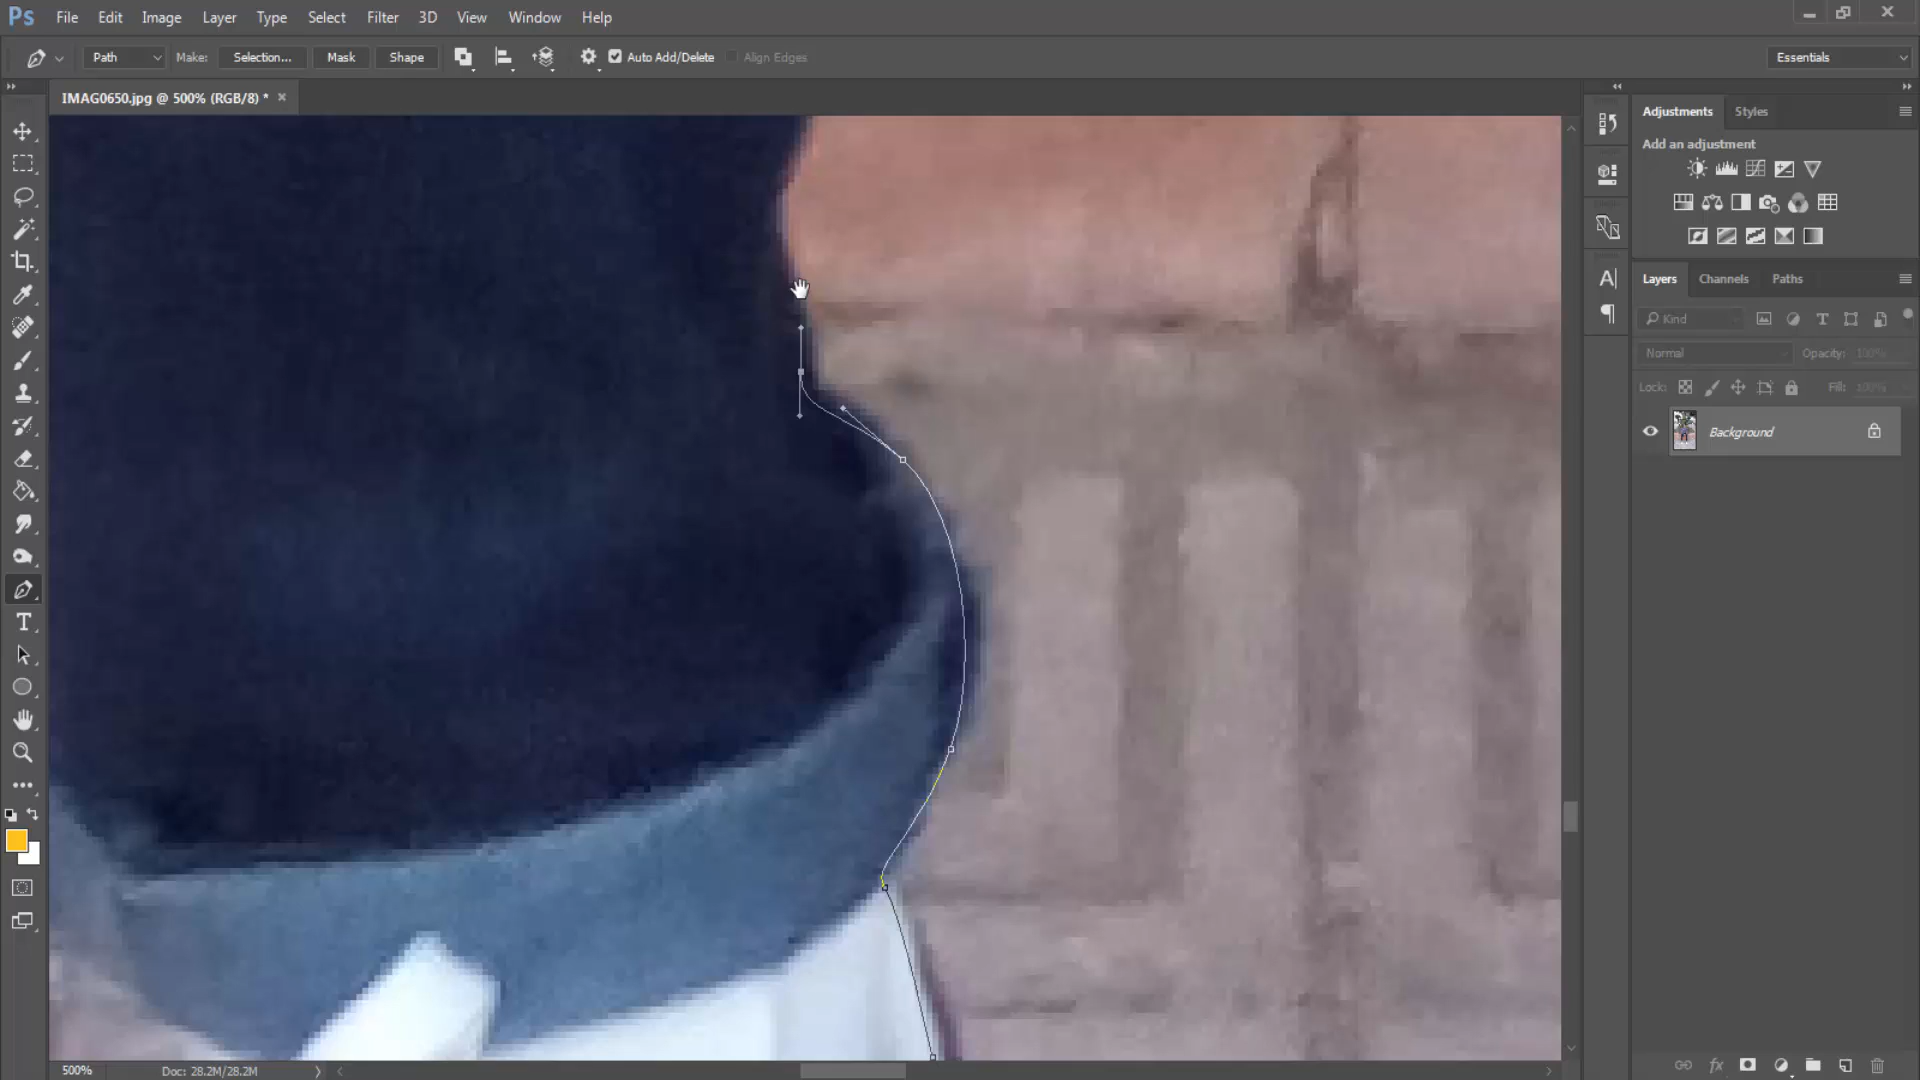 Ps File Edit Image Layer Type Select Filter 3D View Window Help
Path Make: Selection... Mask Shape Auto Add/Delete Align Edges Essentials
IMAG0650.jpg @ 500% (RGB/8) * ×
Adjustments Styles
Add an adjustment
Layers Channels Paths
Kind
Normal Opacity: 100%
Lock: Fill: 100%
Background
500% Doc: 28.2M/28.2M